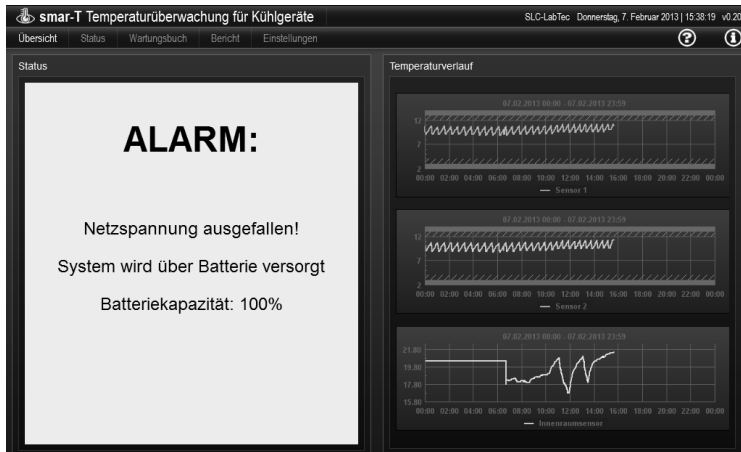 smar-T Temperaturüberwachung für Kühlgeräte
SLC-LabTec Donnerstag, 7. Februar 2013 | 15:38:19 v0.20
Übersicht Status Wartungsbuch Bericht Einstellungen
Status
ALARM:
Netzspannung ausgefallen!
System wird über Batterie versorgt
Batteriekapazität: 100%
Temperaturverlauf
07.02.2013 00:00 - 07.02.2013 23:59
12
7
2
00:00 02:00 04:00 06:00 08:00 10:00 12:00 14:00 16:00 18:00 20:00 22:00 00:00
Sensor 1
07.02.2013 00:00 - 07.02.2013 23:59
12
7
2
00:00 02:00 04:00 06:00 08:00 10:00 12:00 14:00 16:00 18:00 20:00 22:00 00:00
Sensor 2
07.02.2013 00:00 - 07.02.2013 23:59
21.80
19.80
17.80
15.80
00:00 02:00 04:00 06:00 08:00 10:00 12:00 14:00 16:00 18:00 20:00 22:00 00:00
Innenraumsensor